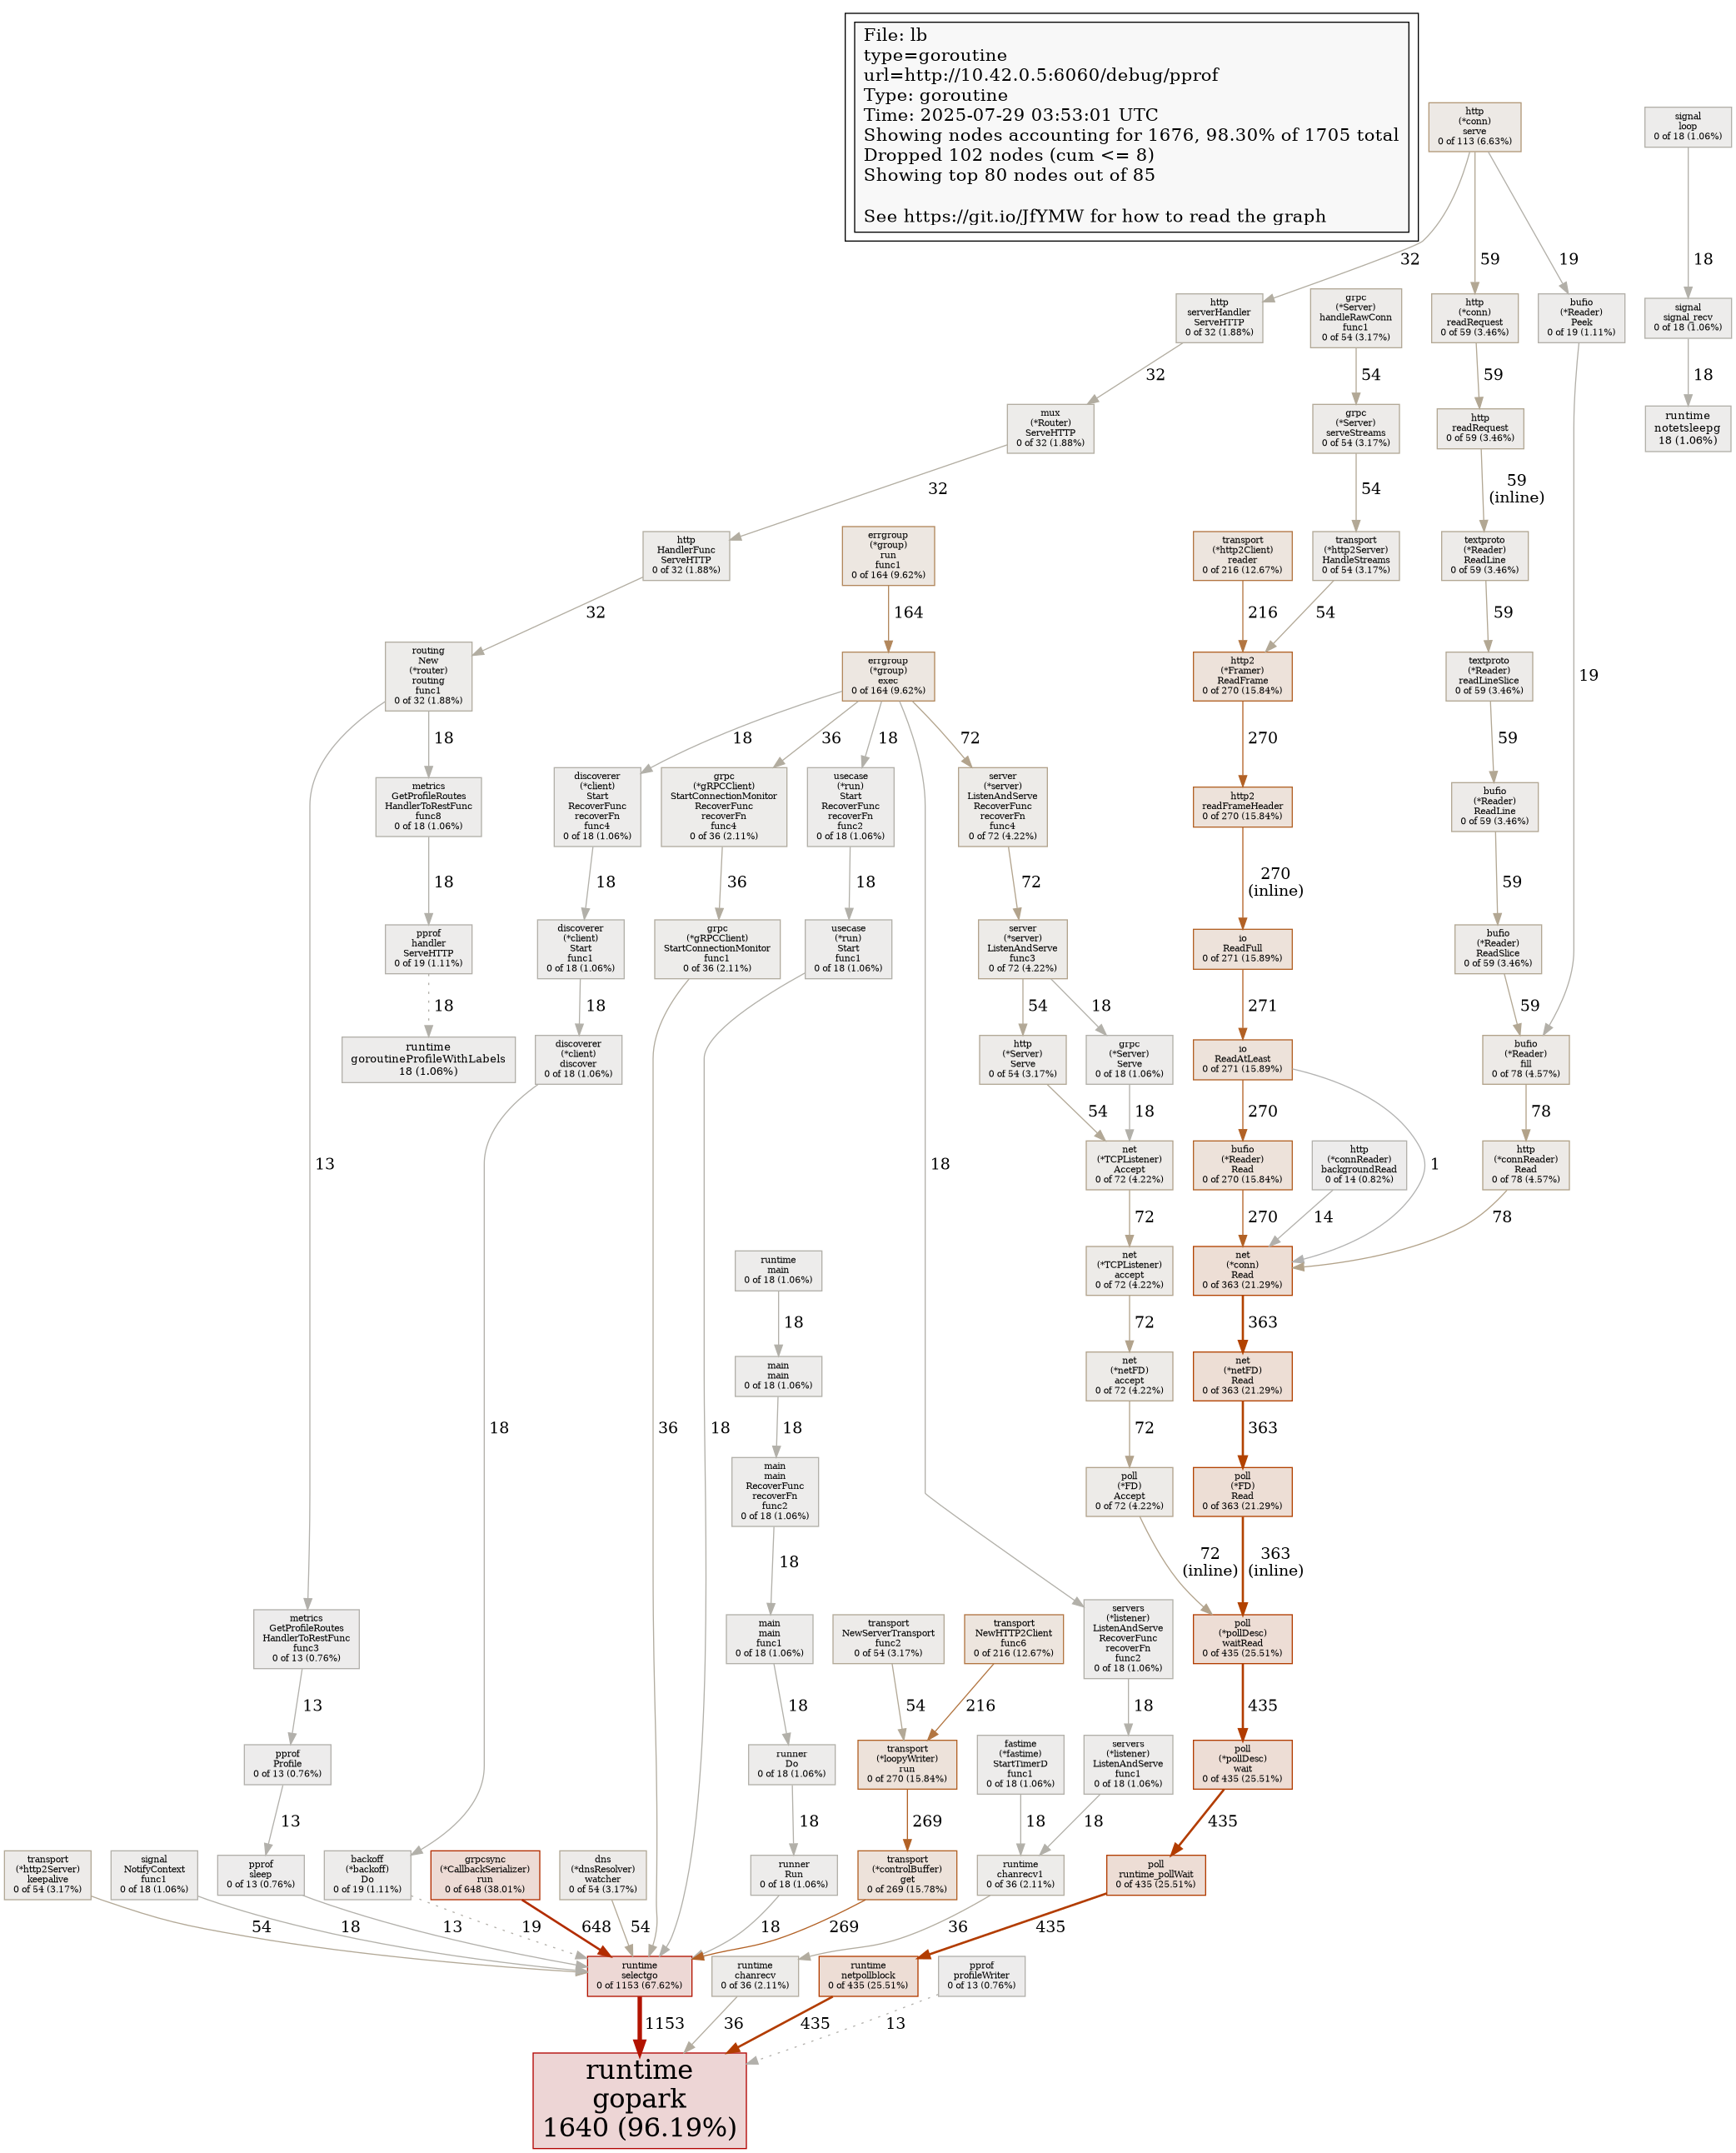 File: lb
type=goroutine
url=http://10.42.0.5:6060/debug/pprof
Type: goroutine
Time: 2025-07-29 03:53:01 UTC
Showing nodes accounting for 1676, 98.30% of 1705 total
Dropped 102 nodes (cum <= 8)
Showing top 80 nodes out of 85
See https://git.io/JfYMW for how to read the graph
http
(*conn)
serve
0 of 113 (6.63%)
signal
loop
0 of 18 (1.06%)
32
59
19
18
http
serverHandler
ServeHTTP
0 of 32 (1.88%)
grpc
(*Server)
handleRawConn
func1
0 of 54 (3.17%)
http
(*conn)
readRequest
0 of 59 (3.46%)
bufio
(*Reader)
Peek
0 of 19 (1.11%)
signal
signal_recv
0 of 18 (1.06%)
32
54
59
18
mux
(*Router)
ServeHTTP
0 of 32 (1.88%)
grpc
(*Server)
serveStreams
0 of 54 (3.17%)
http
readRequest
0 of 59 (3.46%)
runtime
notetsleepg
18 (1.06%)
32
54
59
(inline)
http
HandlerFunc
ServeHTTP
0 of 32 (1.88%)
errgroup
(*group)
run
func1
0 of 164 (9.62%)
transport
(*http2Client)
reader
0 of 216 (12.67%)
transport
(*http2Server)
HandleStreams
0 of 54 (3.17%)
textproto
(*Reader)
ReadLine
0 of 59 (3.46%)
32
164
216
54
59
routing
New
(*router)
routing
func1
0 of 32 (1.88%)
errgroup
(*group)
exec
0 of 164 (9.62%)
http2
(*Framer)
ReadFrame
0 of 270 (15.84%)
textproto
(*Reader)
readLineSlice
0 of 59 (3.46%)
19
18
18
36
18
72
270
59
metrics
GetProfileRoutes
HandlerToRestFunc
func8
0 of 18 (1.06%)
discoverer
(*client)
Start
RecoverFunc
recoverFn
func4
0 of 18 (1.06%)
grpc
(*gRPCClient)
StartConnectionMonitor
RecoverFunc
recoverFn
func4
0 of 36 (2.11%)
usecase
(*run)
Start
RecoverFunc
recoverFn
func2
0 of 18 (1.06%)
server
(*server)
ListenAndServe
RecoverFunc
recoverFn
func4
0 of 72 (4.22%)
http2
readFrameHeader
0 of 270 (15.84%)
bufio
(*Reader)
ReadLine
0 of 59 (3.46%)
18
18
36
18
72
270
(inline)
59
pprof
handler
ServeHTTP
0 of 19 (1.11%)
discoverer
(*client)
Start
func1
0 of 18 (1.06%)
grpc
(*gRPCClient)
StartConnectionMonitor
func1
0 of 36 (2.11%)
usecase
(*run)
Start
func1
0 of 18 (1.06%)
server
(*server)
ListenAndServe
func3
0 of 72 (4.22%)
io
ReadFull
0 of 271 (15.89%)
bufio
(*Reader)
ReadSlice
0 of 59 (3.46%)
18
18
54
18
271
59
runtime
goroutineProfileWithLabels
18 (1.06%)
discoverer
(*client)
discover
0 of 18 (1.06%)
http
(*Server)
Serve
0 of 54 (3.17%)
grpc
(*Server)
Serve
0 of 18 (1.06%)
io
ReadAtLeast
0 of 271 (15.89%)
bufio
(*Reader)
fill
0 of 78 (4.57%)
54
18
270
78
13
18
1
net
(*TCPListener)
Accept
0 of 72 (4.22%)
bufio
(*Reader)
Read
0 of 270 (15.84%)
http
(*connReader)
backgroundRead
0 of 14 (0.82%)
http
(*connReader)
Read
0 of 78 (4.57%)
72
270
14
78
runtime
main
0 of 18 (1.06%)
net
(*TCPListener)
accept
0 of 72 (4.22%)
net
(*conn)
Read
0 of 363 (21.29%)
18
72
363
main
main
0 of 18 (1.06%)
net
(*netFD)
accept
0 of 72 (4.22%)
net
(*netFD)
Read
0 of 363 (21.29%)
18
36
18
18
72
363
main
main
RecoverFunc
recoverFn
func2
0 of 18 (1.06%)
poll
(*FD)
Accept
0 of 72 (4.22%)
poll
(*FD)
Read
0 of 363 (21.29%)
18
72
(inline)
363
(inline)
metrics
GetProfileRoutes
HandlerToRestFunc
func3
0 of 13 (0.76%)
main
main
func1
0 of 18 (1.06%)
transport
NewServerTransport
func2
0 of 54 (3.17%)
transport
NewHTTP2Client
func6
0 of 216 (12.67%)
servers
(*listener)
ListenAndServe
RecoverFunc
recoverFn
func2
0 of 18 (1.06%)
poll
(*pollDesc)
waitRead
0 of 435 (25.51%)
13
18
54
216
18
435
pprof
Profile
0 of 13 (0.76%)
runner
Do
0 of 18 (1.06%)
transport
(*loopyWriter)
run
0 of 270 (15.84%)
fastime
(*fastime)
StartTimerD
func1
0 of 18 (1.06%)
servers
(*listener)
ListenAndServe
func1
0 of 18 (1.06%)
poll
(*pollDesc)
wait
0 of 435 (25.51%)
13
18
269
18
18
435
transport
(*http2Server)
keepalive
0 of 54 (3.17%)
signal
NotifyContext
func1
0 of 18 (1.06%)
pprof
sleep
0 of 13 (0.76%)
backoff
(*backoff)
Do
0 of 19 (1.11%)
grpcsync
(*CallbackSerializer)
run
0 of 648 (38.01%)
dns
(*dnsResolver)
watcher
0 of 54 (3.17%)
runner
Run
0 of 18 (1.06%)
transport
(*controlBuffer)
get
0 of 269 (15.78%)
runtime
chanrecv1
0 of 36 (2.11%)
poll
runtime_pollWait
0 of 435 (25.51%)
54
18
13
19
648
54
18
269
36
435
runtime
selectgo
0 of 1153 (67.62%)
runtime
chanrecv
0 of 36 (2.11%)
runtime
netpollblock
0 of 435 (25.51%)
pprof
profileWriter
0 of 13 (0.76%)
1153
36
435
13
runtime
gopark
1640 (96.19%)